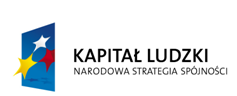 KAPITAŁ LUDZKI
NARODOWA STRATEGIA SPÓJNOŚCI